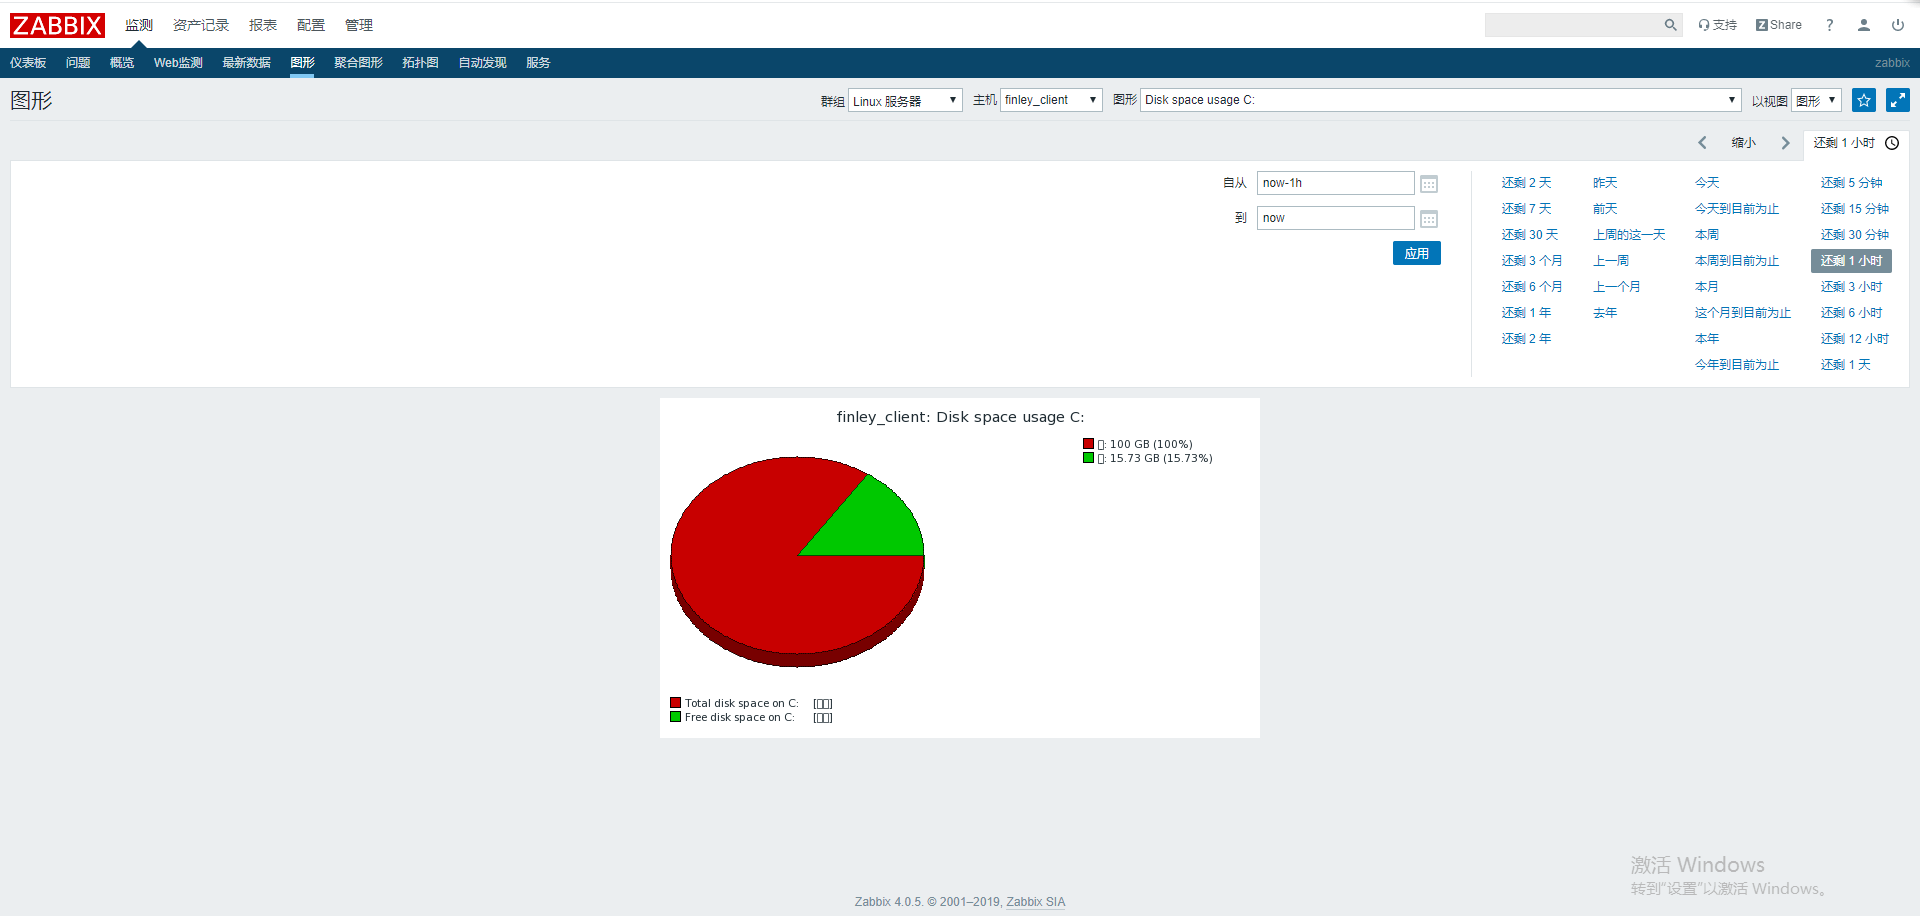 ZABBIX 监测 资产记录 报表 配置 管理 支持 Z Share ?
仪表板 问题 概览 Web监测 最新数据 图形 聚合图形 拓扑图 自动发现 服务 zabbix
图形 群组 Linux 服务器 主机 finley_client 图形 Disk space usage C: 以视图 图形
缩小 还剩 1 小时
自从 now-1h
到 now
应用
还剩 2 天 昨天 今天 还剩 5 分钟
还剩 7 天 前天 今天到目前为止 还剩 15 分钟
还剩 30 天 上周的这一天 本周 还剩 30 分钟
还剩 3 个月 上一周 本周到目前为止 还剩 1 小时
还剩 6 个月 上一个月 本月 还剩 3 小时
还剩 1 年 去年 这个月到目前为止 还剩 6 小时
还剩 2 年 本年 还剩 12 小时
今年到目前为止 还剩 1 天
finley_client: Disk space usage C:
▯: 100 GB (100%)
▯: 15.73 GB (15.73%)
Total disk space on C: [▯▯]
Free disk space on C: [▯▯]
激活 Windows
转到"设置"以激活 Windows。
Zabbix 4.0.5. © 2001–2019, Zabbix SIA